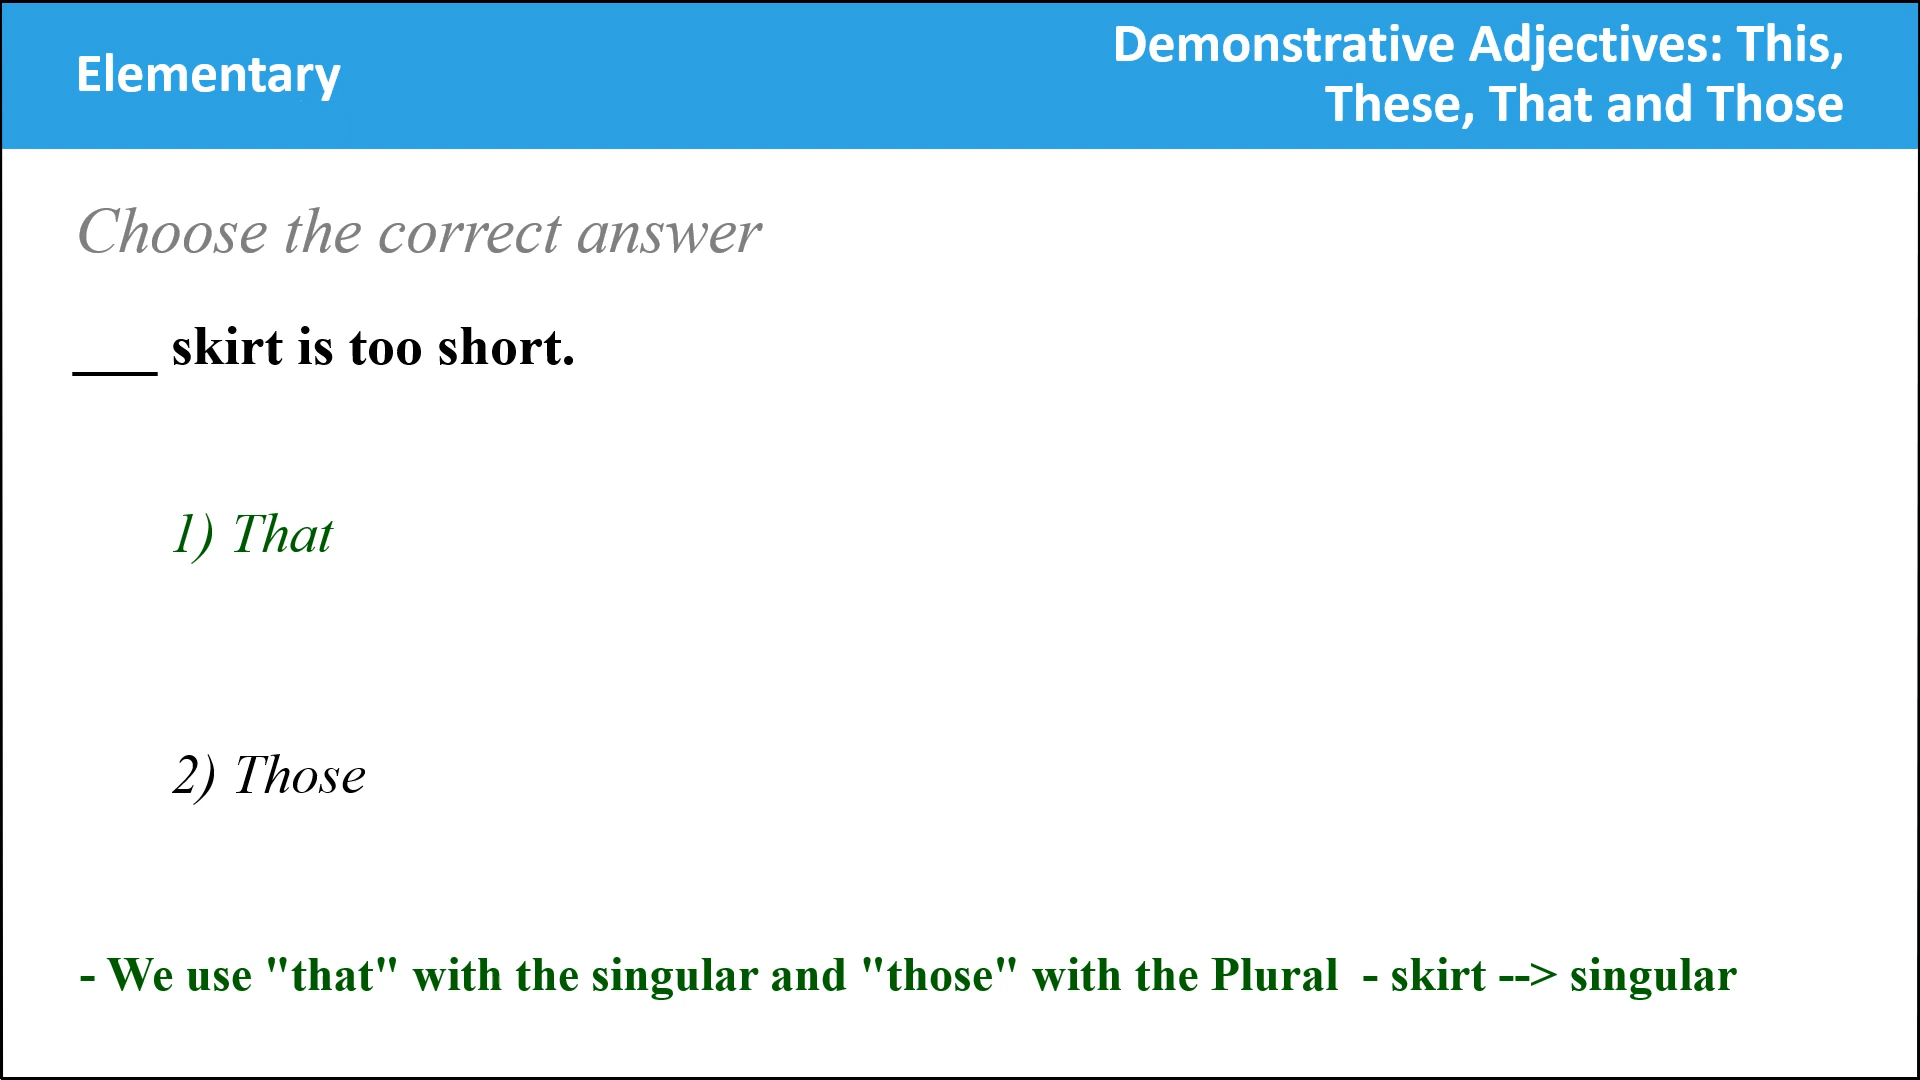 Elementary
Demonstrative Adjectives: This,
These, That and Those
Choose the correct answer
___ skirt is too short.
1) That
2) Those
- We use "that" with the singular and "those" with the Plural  - skirt --> singular